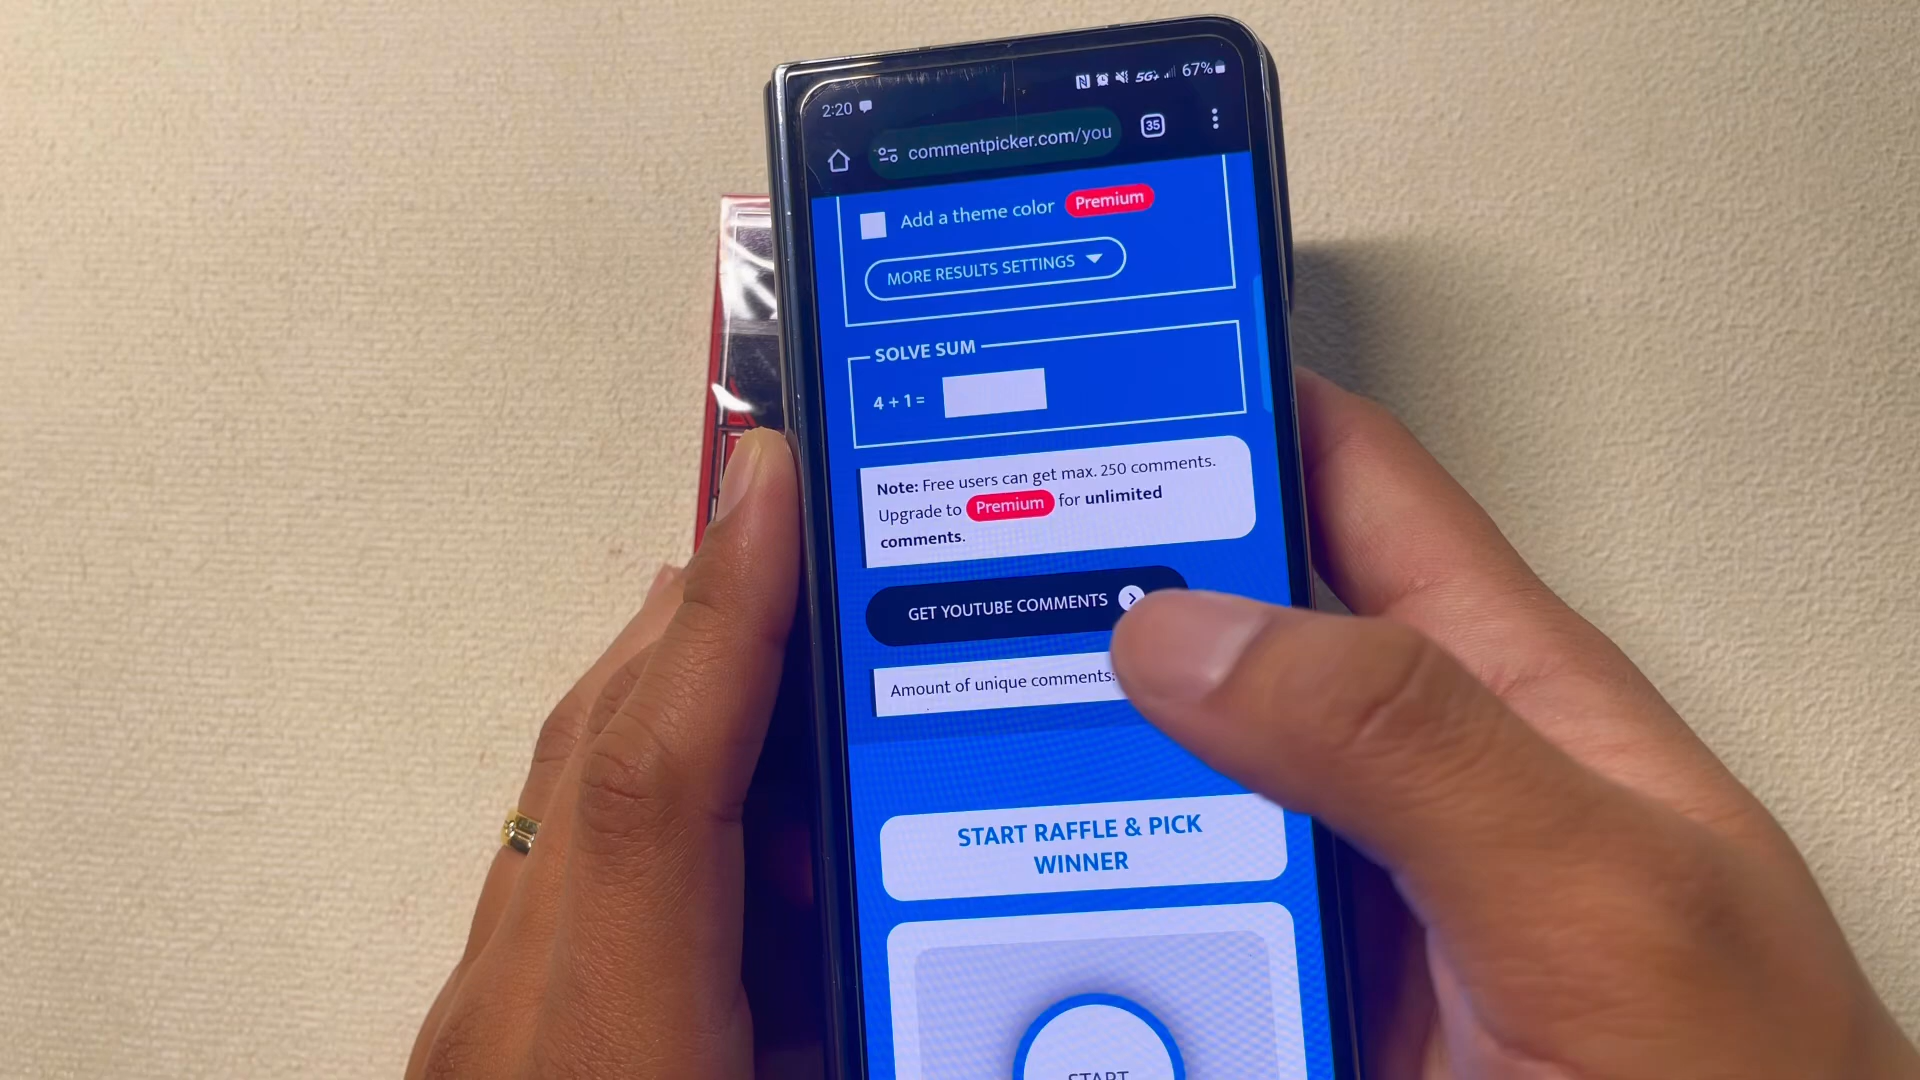 2:20
5G+ 67%
commentpicker.com/you
35
Add a theme color Premium
MORE RESULTS SETTINGS
SOLVE SUM
4 + 1 =
Note: Free users can get max. 250 comments.
Upgrade to Premium for unlimited
comments.
GET YOUTUBE COMMENTS
Amount of unique comments:
START RAFFLE & PICK
WINNER
START